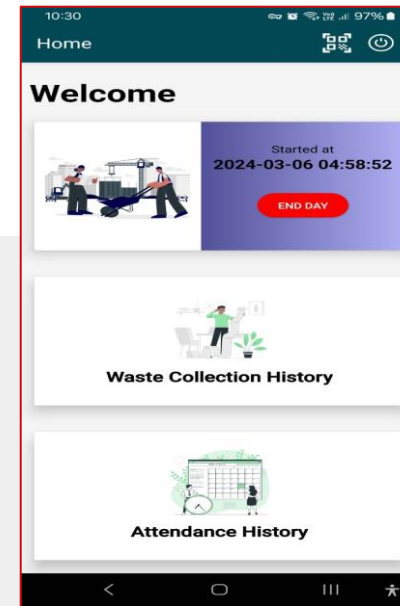 10:30
97%
Home
Welcome
Started at
2024-03-06 04:58:52
END DAY
Waste Collection History
Attendance History